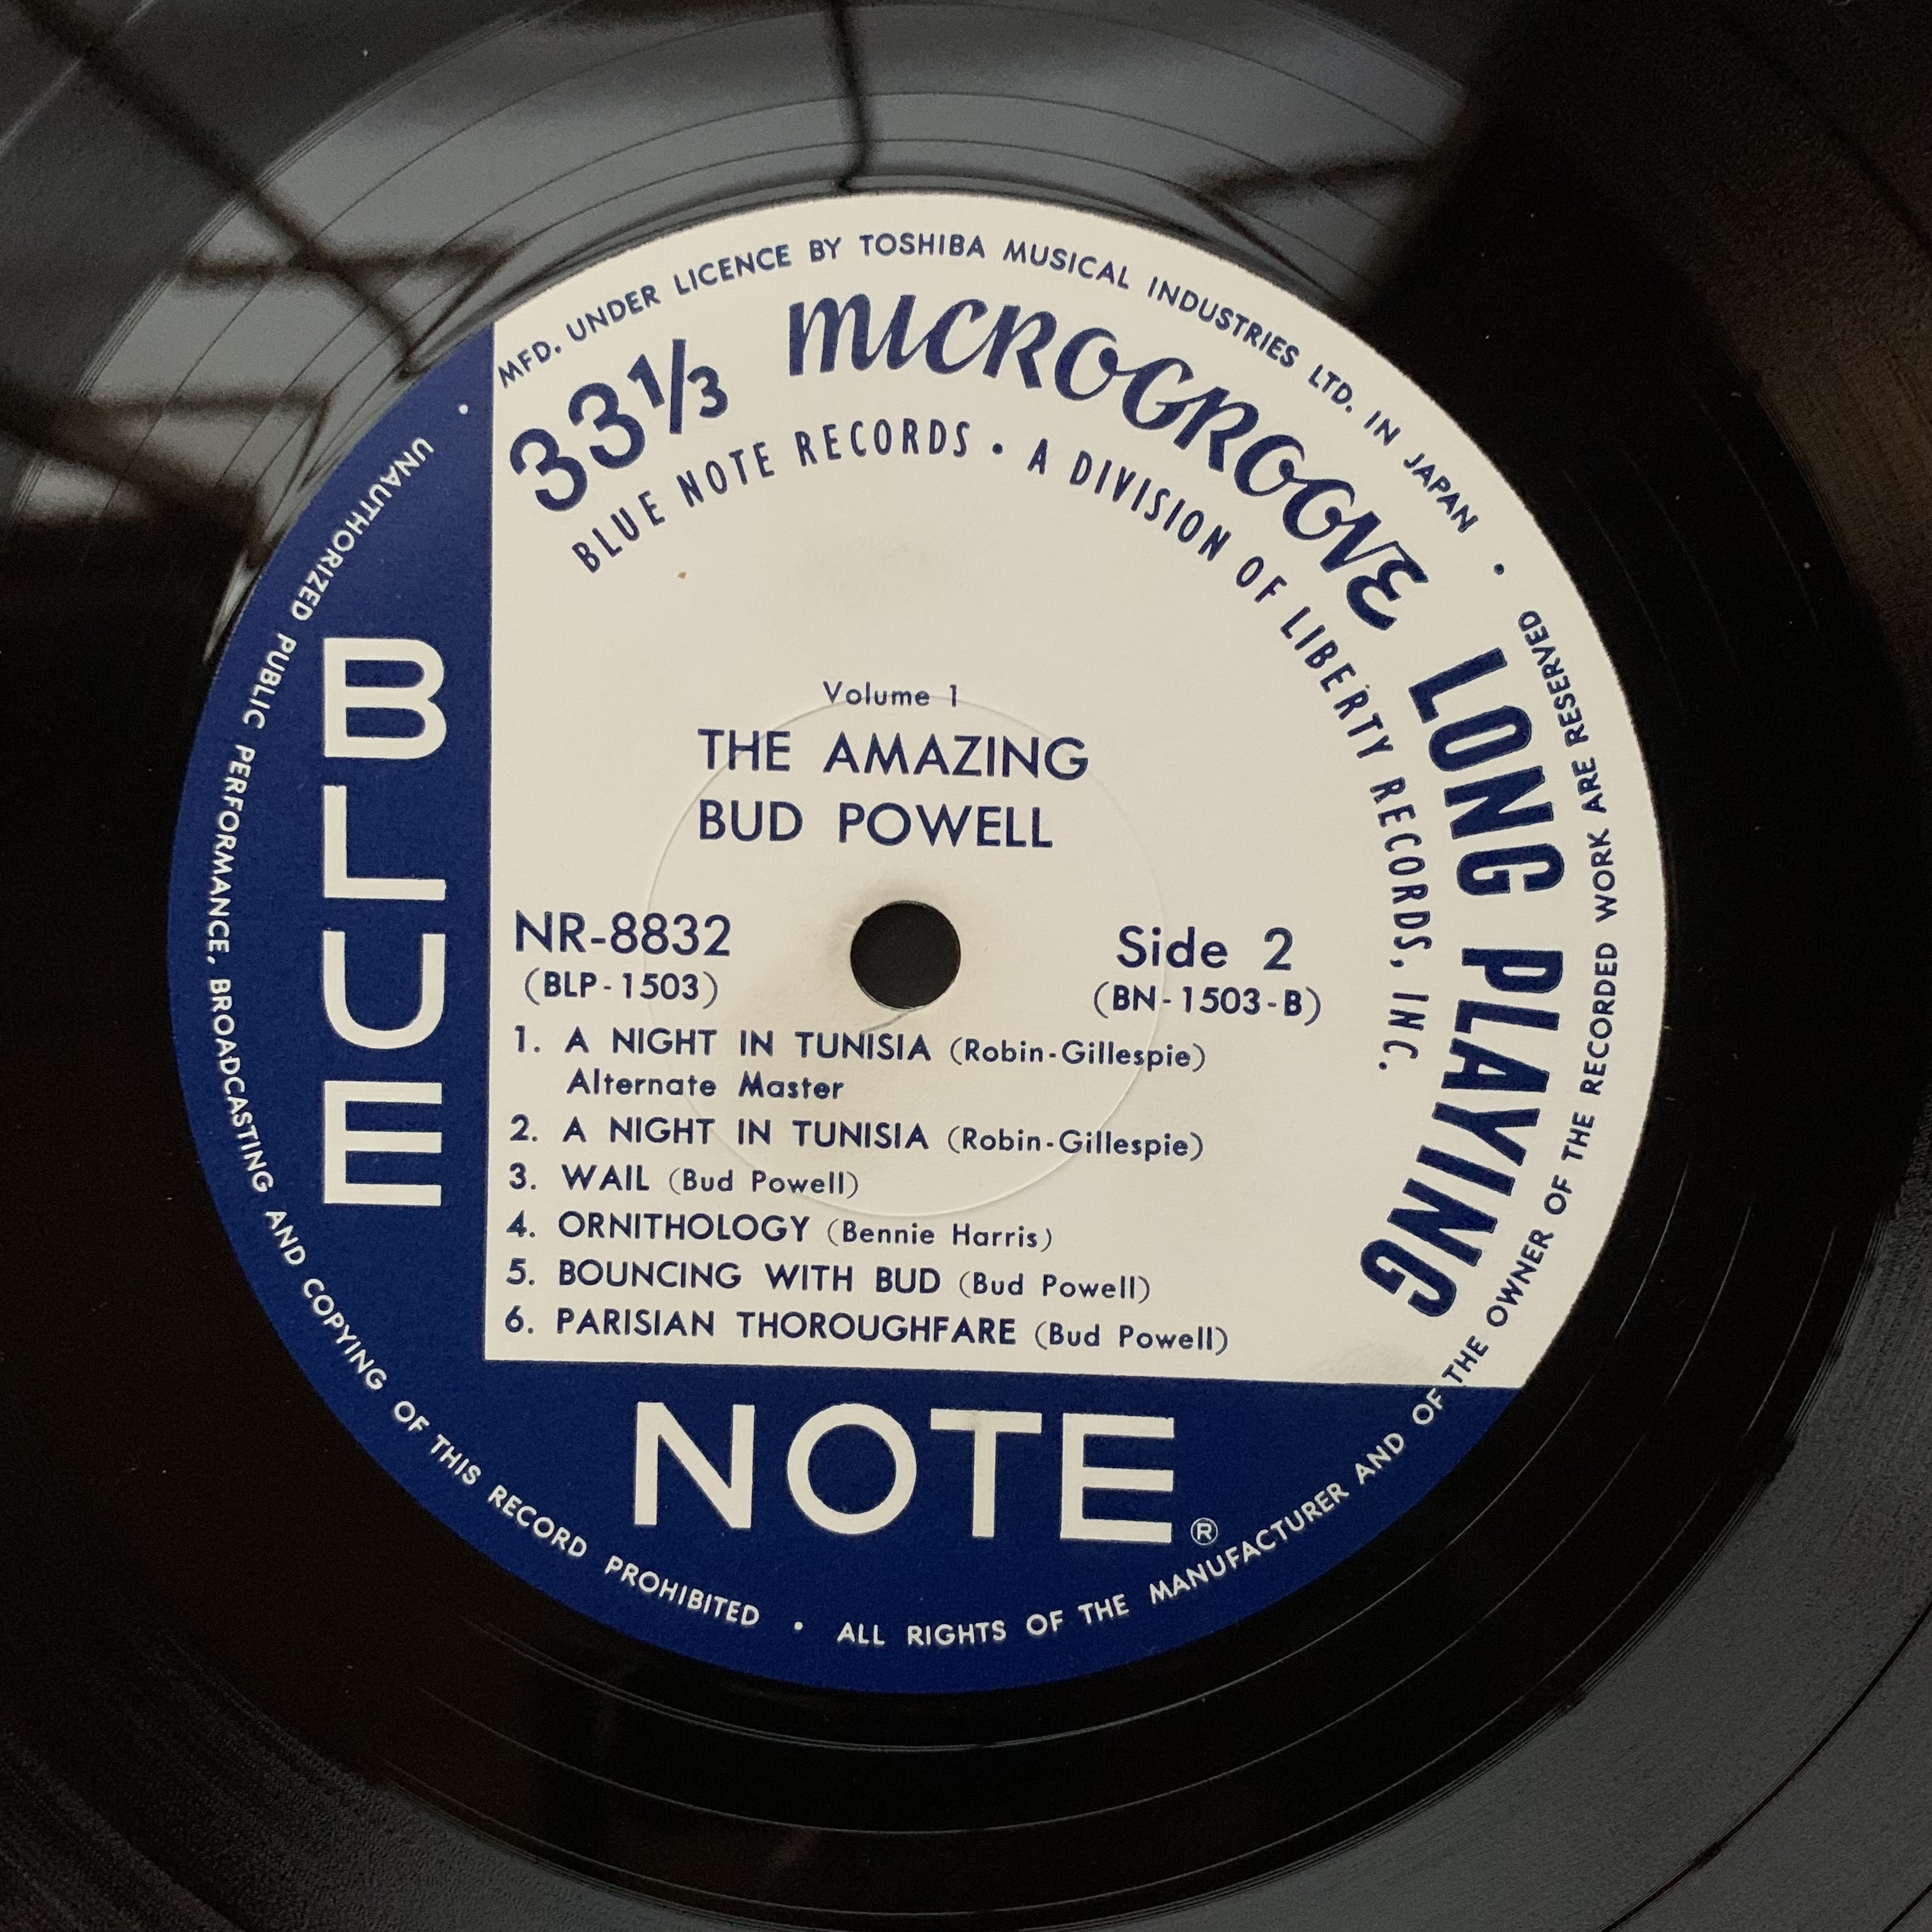 MFD. UNDER LICENCE BY TOSHIBA MUSICAL INDUSTRIES LTD. IN JAPAN •
33⅓ MICROGROOVE LONG PLAYING
BLUE NOTE RECORDS • A DIVISION OF LIBERTY RECORDS, INC.
Volume 1
THE AMAZING
BUD POWELL
NR-8832
(BLP-1503)
Side 2
(BN-1503-B)
1. A NIGHT IN TUNISIA (Robin-Gillespie)
Alternate Master
2. A NIGHT IN TUNISIA (Robin-Gillespie)
3. WAIL (Bud Powell)
4. ORNITHOLOGY (Bennie Harris)
5. BOUNCING WITH BUD (Bud Powell)
6. PARISIAN THOROUGHFARE (Bud Powell)
BLUE
NOTE®
• UNAUTHORIZED PUBLIC PERFORMANCE, BROADCASTING AND COPYING OF THIS RECORD PROHIBITED • ALL RIGHTS OF THE MANUFACTURER AND OF THE OWNER OF THE RECORDED WORK ARE RESERVED